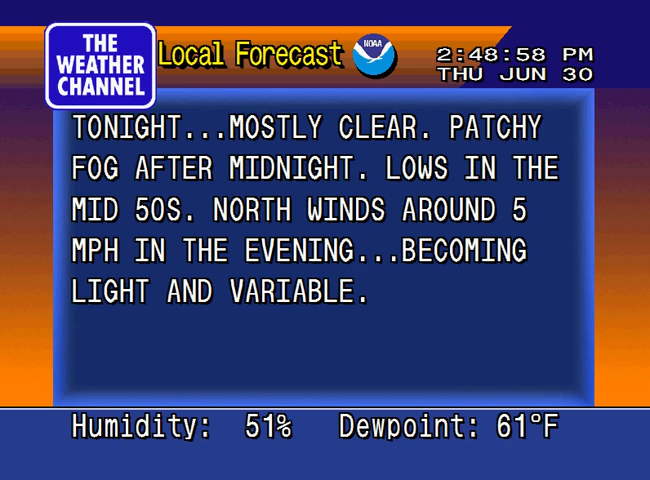 THE
WEATHER
CHANNEL
Local Forecast
NOAA
2:48:58 PM
THU JUN 30
TONIGHT...MOSTLY CLEAR. PATCHY
FOG AFTER MIDNIGHT. LOWS IN THE
MID 50S. NORTH WINDS AROUND 5
MPH IN THE EVENING...BECOMING
LIGHT AND VARIABLE.
Humidity: 51% Dewpoint: 61°F